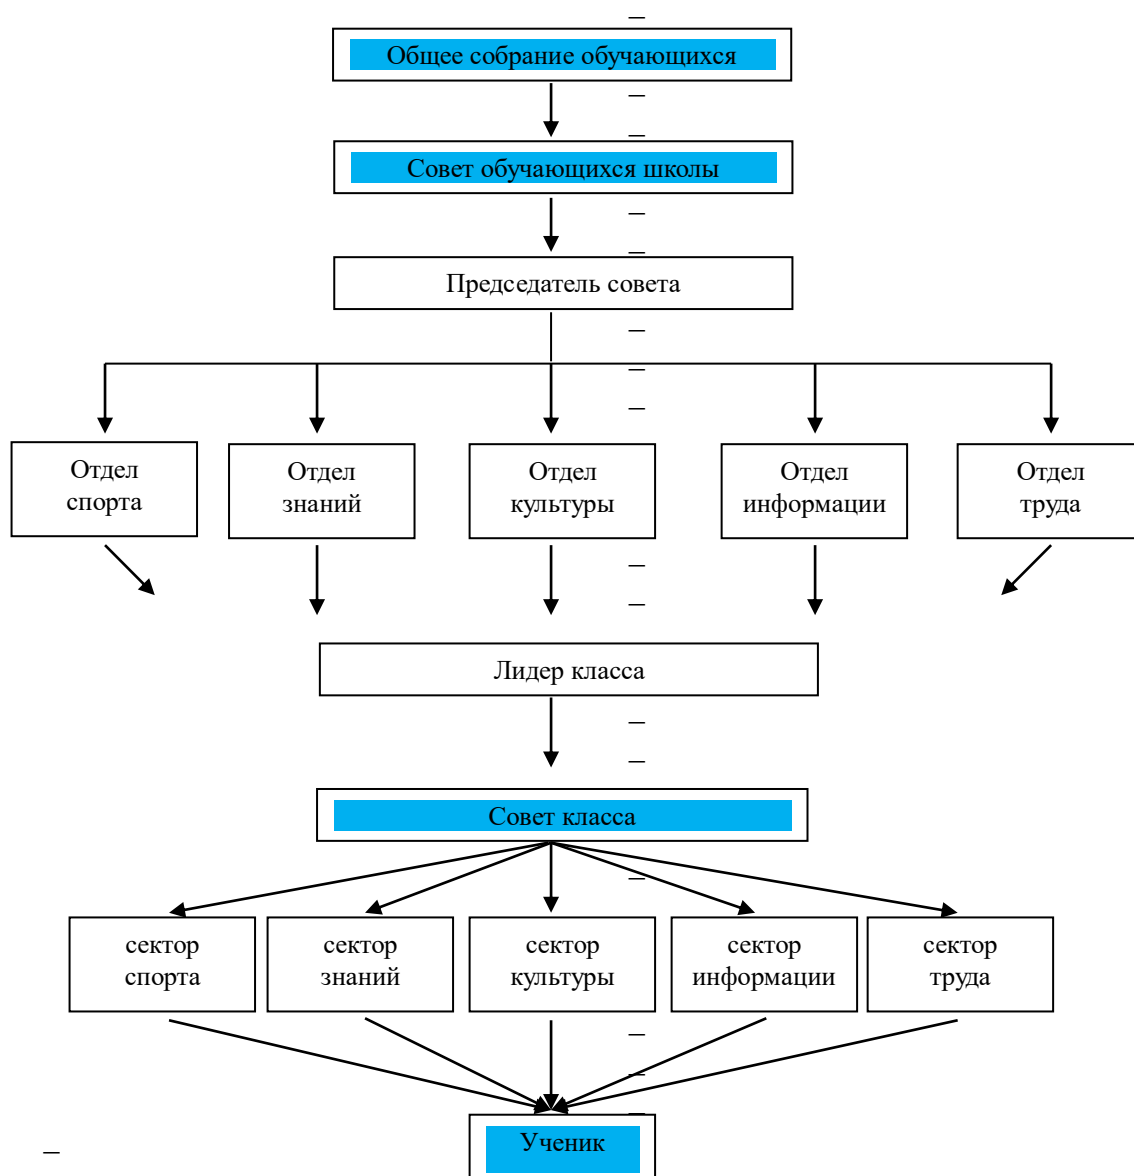 Общее собрание обучающихся
Совет обучающихся школы
Председатель совета
Отдел
спорта
Отдел
знаний
Отдел
культуры
Отдел
информации
Отдел
труда
Лидер класса
Совет класса
сектор
спорта
сектор
знаний
сектор
культуры
сектор
информации
сектор
труда
Ученик